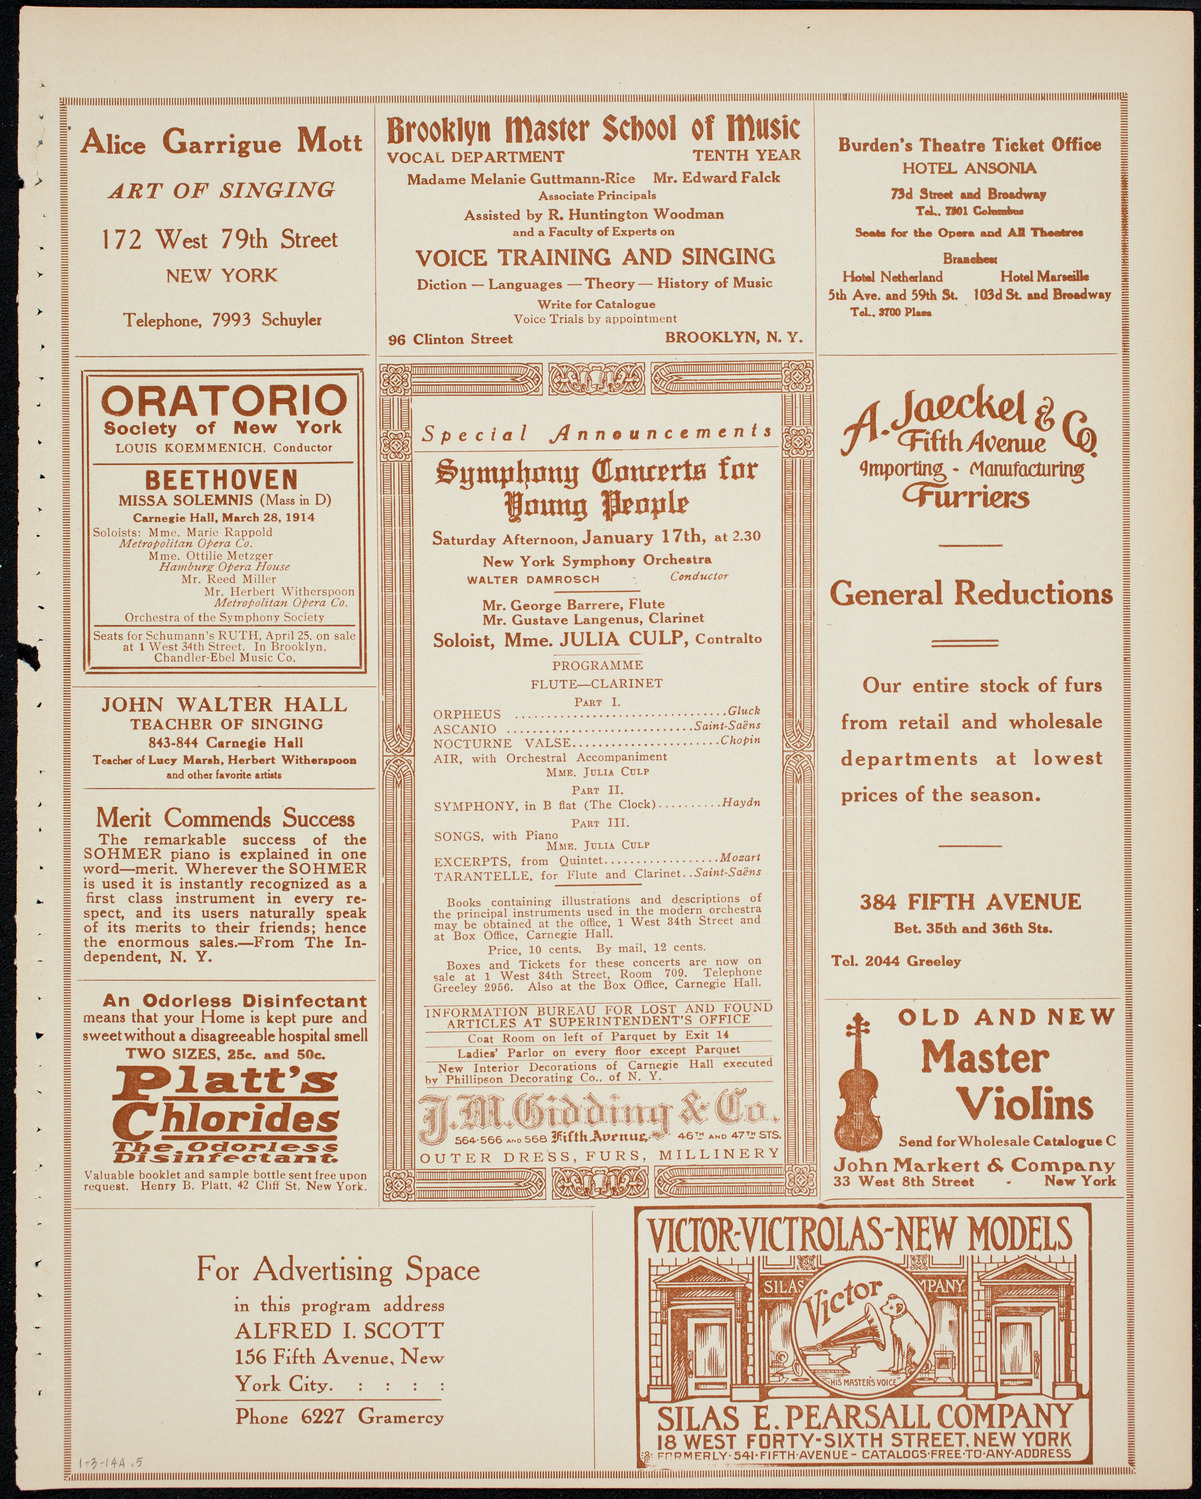 Alice Garrigue Mott
ART OF SINGING
172 West 79th Street
NEW YORK
Telephone, 7993 Schuyler
Brooklyn Master School of Music
VOCAL DEPARTMENT TENTH YEAR
Madame Melanie Guttmann-Rice Mr. Edward Falck
Associate Principals
Assisted by R. Huntington Woodman
and a Faculty of Experts on
VOICE TRAINING AND SINGING
Diction — Languages — Theory — History of Music
Write for Catalogue
Voice Trials by appointment
96 Clinton Street BROOKLYN, N. Y.
Burden's Theatre Ticket Office
HOTEL ANSONIA
73d Street and Broadway
Tel., 7801 Columbus
Seats for the Opera and All Theatres
Branches:
Hotel Netherland Hotel Marseille
5th Ave. and 59th St. 103d St. and Broadway
Tel., 3700 Plaza
ORATORIO
Society of New York
LOUIS KOEMMENICH, Conductor
BEETHOVEN
MISSA SOLEMNIS (Mass in D)
Carnegie Hall, March 28, 1914
Soloists: Mme. Marie Rappold
Metropolitan Opera Co.
Mme. Ottilie Metzger
Hamburg Opera House
Mr. Reed Miller
Mr. Herbert Witherspoon
Metropolitan Opera Co.
Orchestra of the Symphony Society
Seats for Schumann's RUTH, April 25, on sale
at 1 West 34th Street. In Brooklyn,
Chandler-Ebel Music Co.
JOHN WALTER HALL
TEACHER OF SINGING
843-844 Carnegie Hall
Teacher of Lucy Marsh, Herbert Witherspoon
and other favorite artists
Merit Commends Success
The remarkable success of the
SOHMER piano is explained in one
word—merit. Wherever the SOHMER
is used it is instantly recognized as a
first class instrument in every re-
spect, and its users naturally speak
of its merits to their friends; hence
the enormous sales.—From The In-
dependent, N. Y.
An Odorless Disinfectant
means that your Home is kept pure and
sweet without a disagreeable hospital smell
TWO SIZES, 25c. and 50c.
Platt's
Chlorides
The Odorless
Disinfectant.
Valuable booklet and sample bottle sent free upon
request. Henry B. Platt, 42 Cliff St. New York.
Special Announcements
Symphony Concerts for
Young People
Saturday Afternoon, January 17th, at 2.30
New York Symphony Orchestra
WALTER DAMROSCH - Conductor
Mr. George Barrere, Flute
Mr. Gustave Langenus, Clarinet
Soloist, Mme. JULIA CULP, Contralto
PROGRAMME
FLUTE—CLARINET
PART I.
ORPHEUS ..............................Gluck
ASCANIO ...........................Saint-Saëns
NOCTURNE VALSE.....................Chopin
AIR, with Orchestral Accompaniment
MME. JULIA CULP
PART II.
SYMPHONY, in B flat (The Clock)..........Haydn
PART III.
SONGS, with Piano
MME. JULIA CULP
EXCERPTS, from Quintet..................Mozart
TARANTELLE, for Flute and Clarinet..Saint-Saëns
Books containing illustrations and descriptions of
the principal instruments used in the modern orchestra
may be obtained at the office, 1 West 34th Street and
at Box Office, Carnegie Hall.
Price, 10 cents. By mail, 12 cents.
Boxes and Tickets for these concerts are now on
sale at 1 West 34th Street, Room 709. Telephone
Greeley 2956. Also at the Box Office, Carnegie Hall.
INFORMATION BUREAU FOR LOST AND FOUND
ARTICLES AT SUPERINTENDENT'S OFFICE
Coat Room on left of Parquet by Exit 14
Ladies' Parlor on every floor except Parquet
New Interior Decorations of Carnegie Hall executed
by Phillipson Decorating Co., of N. Y.
J.M. Gidding & Co.
564-566 AND 568 Fifth Avenue 46TH AND 47TH STS.
OUTER DRESS, FURS, MILLINERY
A. Jaeckel & Co.
Fifth Avenue
Importing - Manufacturing
Furriers
General Reductions
Our entire stock of furs
from retail and wholesale
departments at lowest
prices of the season.
384 FIFTH AVENUE
Bet. 35th and 36th Sts.
Tel. 2044 Greeley
OLD AND NEW
Master
Violins
Send for Wholesale Catalogue C
John Markert & Company
33 West 8th Street - New York
For Advertising Space
in this program address
ALFRED I. SCOTT
156 Fifth Avenue, New
York City. : : : :
Phone 6227 Gramercy
1-3-14A.5
VICTOR-VICTROLAS-NEW MODELS
SILAS MPANY
Victor
"HIS MASTER'S VOICE"
SILAS E. PEARSALL COMPANY
18 WEST FORTY-SIXTH STREET, NEW YORK
FORMERLY·541·FIFTH·AVENUE - CATALOGS·FREE·TO·ANY·ADDRESS